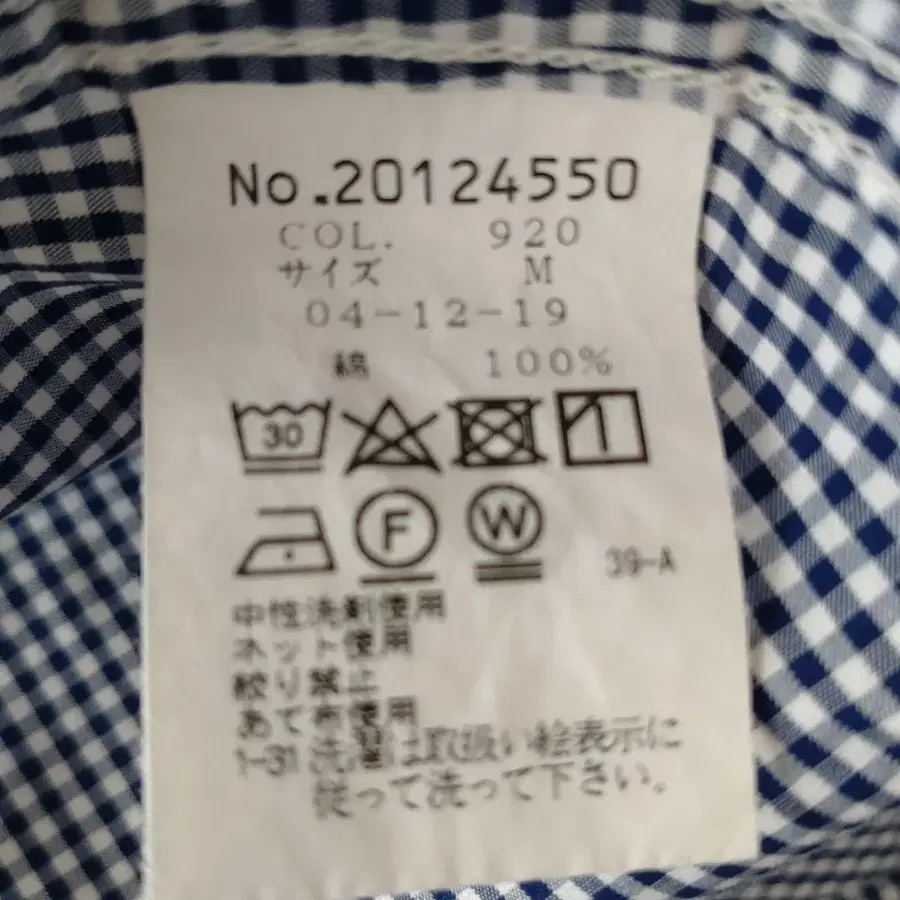 No.20124550
COL. 920
サイズ M
04-12-19
綿 100%
30
F W 39-A
中性洗剤使用
ネット使用
絞り禁止
あて布使用
1-31 洗濯は取扱い絵表示に
従って洗って下さい。